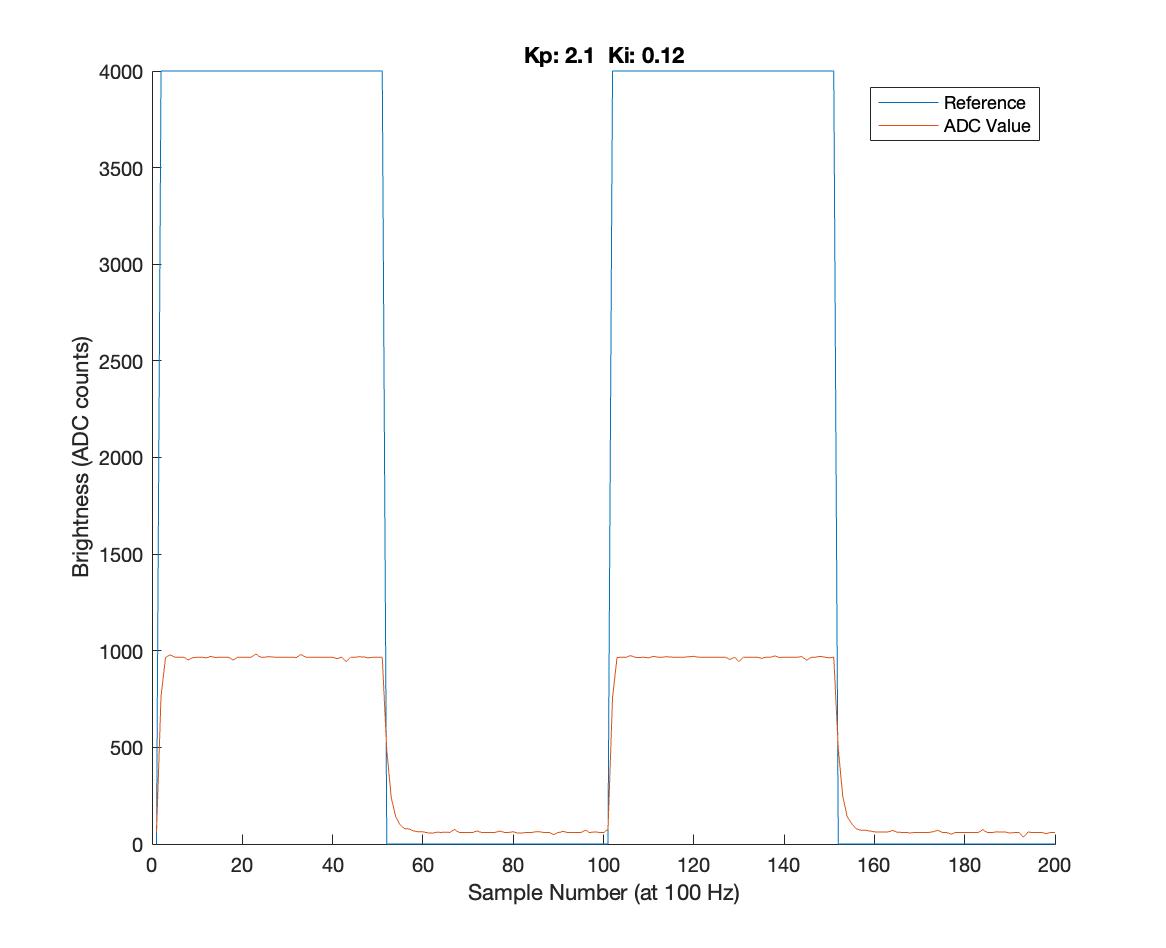 Kp: 2.1  Ki: 0.12
Reference
ADC Value
4000
3500
3000
2500
2000
1500
1000
500
0
Brightness (ADC counts)
0 20 40 60 80 100 120 140 160 180 200
Sample Number (at 100 Hz)